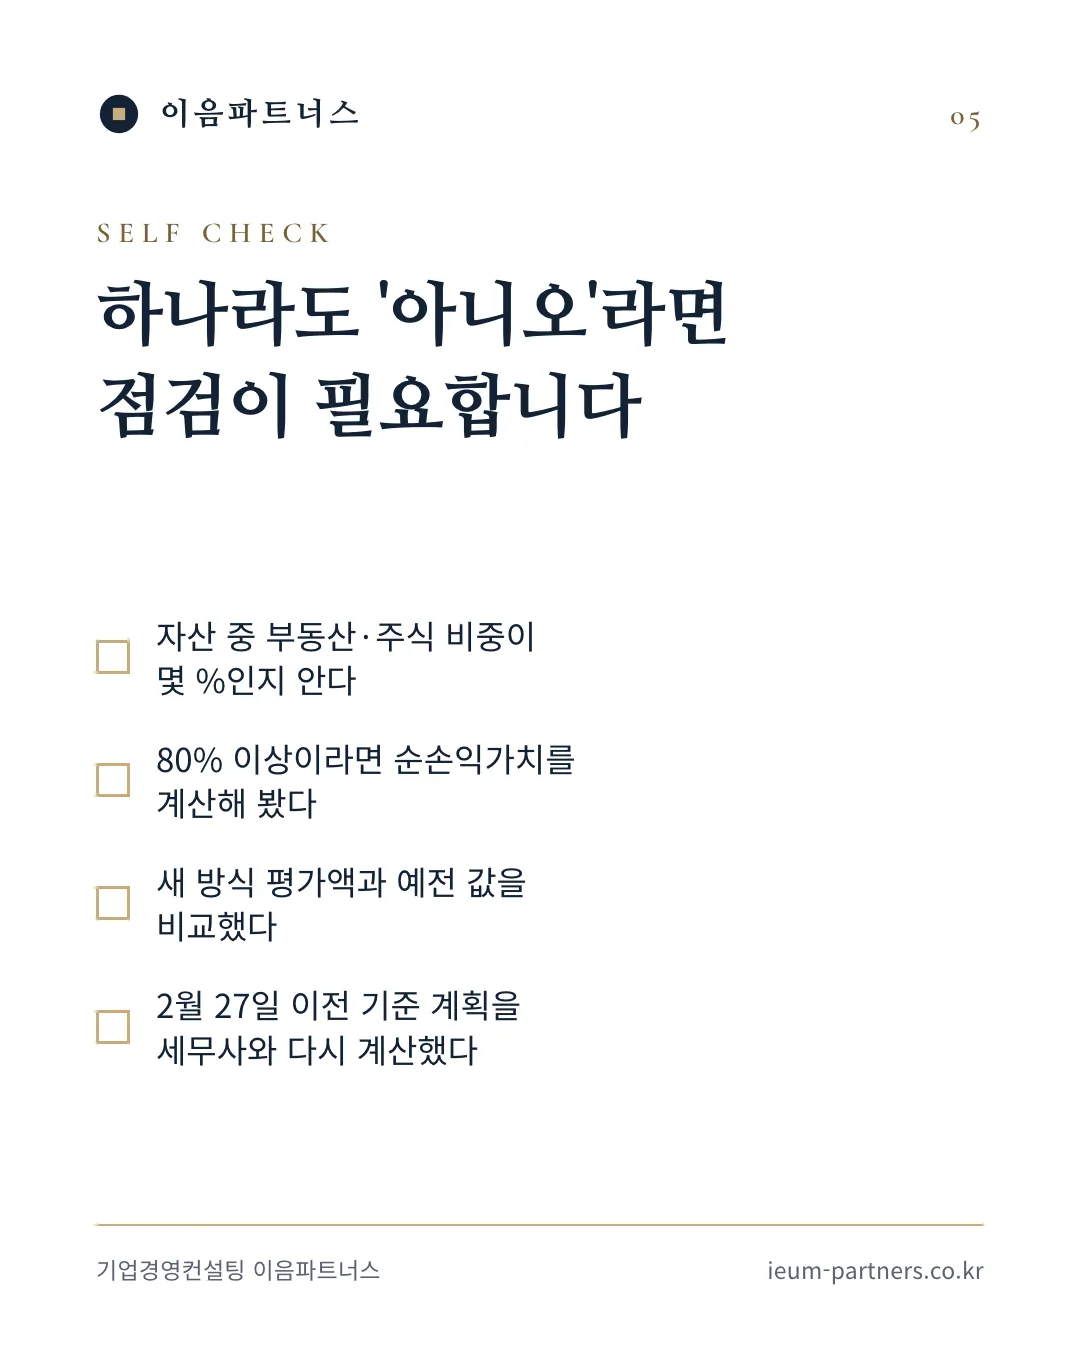 이음파트너스
05
SELF CHECK
하나라도 '아니오'라면
점검이 필요합니다
자산 중 부동산·주식 비중이
몇 %인지 안다
80% 이상이라면 순손익가치를
계산해 봤다
새 방식 평가액과 예전 값을
비교했다
2월 27일 이전 기준 계획을
세무사와 다시 계산했다
기업경영컨설팅 이음파트너스
ieum-partners.co.kr